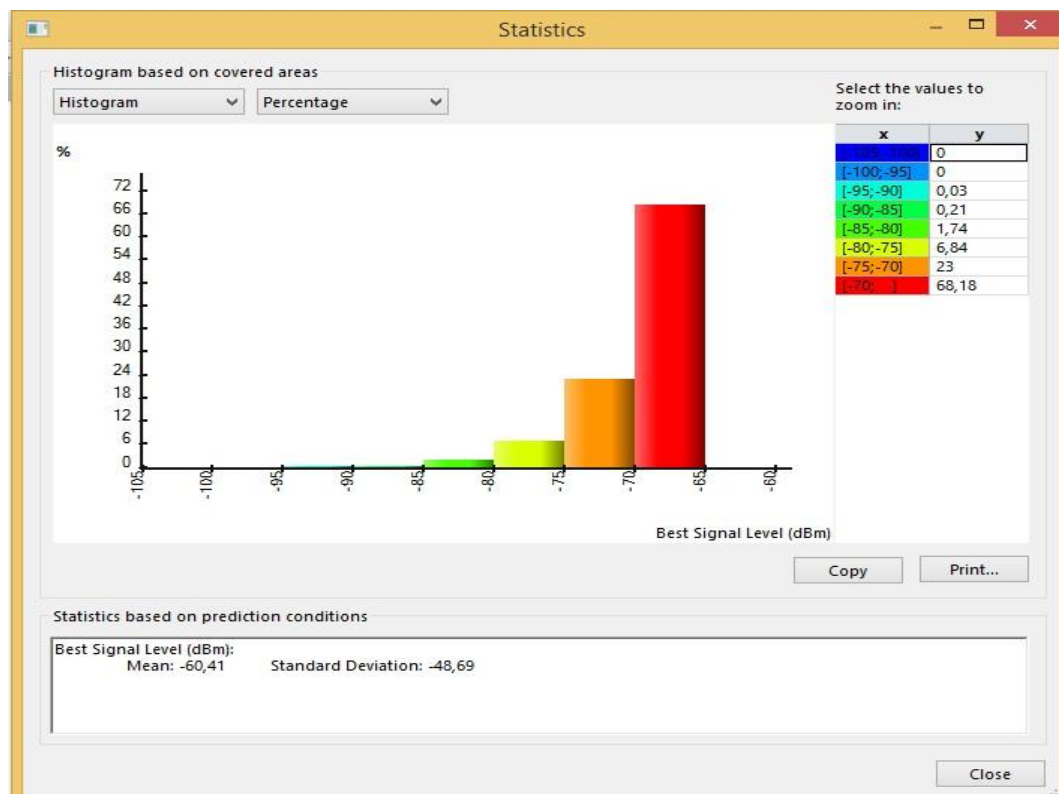 Statistics
Histogram based on covered areas
Histogram Percentage
Select the values to
zoom in:
x y
[-105;-100] 0
[-100;-95] 0
[-95;-90] 0,03
[-90;-85] 0,21
[-85;-80] 1,74
[-80;-75] 6,84
[-75;-70] 23
[-70; ] 68,18
%
72
66
60
54
48
42
36
30
24
18
12
6
0
-105 -100 -95 -90 -85 -80 -75 -70 -65 -60
Best Signal Level (dBm)
Copy Print...
Statistics based on prediction conditions
Best Signal Level (dBm):
Mean: -60,41 Standard Deviation: -48,69
Close